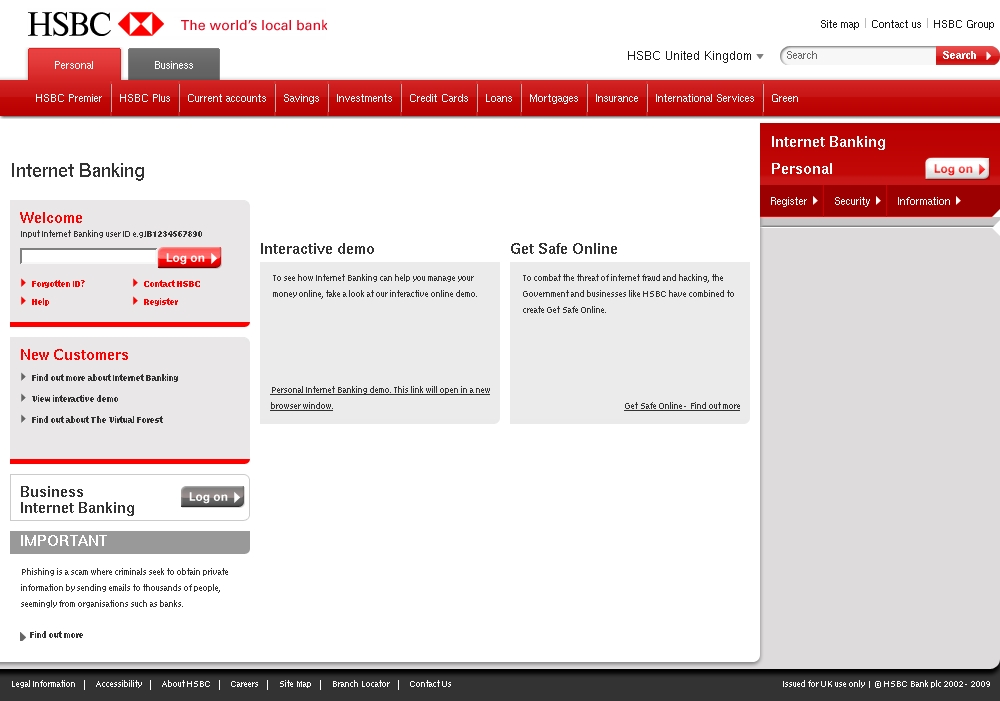 HSBC The world's local bank
Site map Contact us HSBC Group
Personal Business
HSBC United Kingdom Search Search
HSBC Premier HSBC Plus Current accounts Savings Investments Credit Cards Loans Mortgages Insurance International Services Green
Internet Banking
Personal Log on
Register Security Information
Internet Banking
Welcome
Input Internet Banking user ID e.g.IB1234567890
Log on
Forgotten ID? Contact HSBC
Help Register
New Customers
Find out more about Internet Banking
View interactive demo
Find out about The Virtual Forest
Business
Internet Banking
Log on
IMPORTANT
Phishing is a scam where criminals seek to obtain private
information by sending emails to thousands of people,
seemingly from organisations such as banks.
Find out more
Interactive demo
To see how Internet Banking can help you manage your
money online, take a look at our interactive online demo.
Personal Internet Banking demo. This link will open in a new
browser window.
Get Safe Online
To combat the threat of internet fraud and hacking, the
Government and businesses like HSBC have combined to
create Get Safe Online.
Get Safe Online - Find out more
Legal Information | Accessibility | About HSBC | Careers | Site Map | Branch Locator | Contact Us
Issued for UK use only | © HSBC Bank plc 2002 - 2009